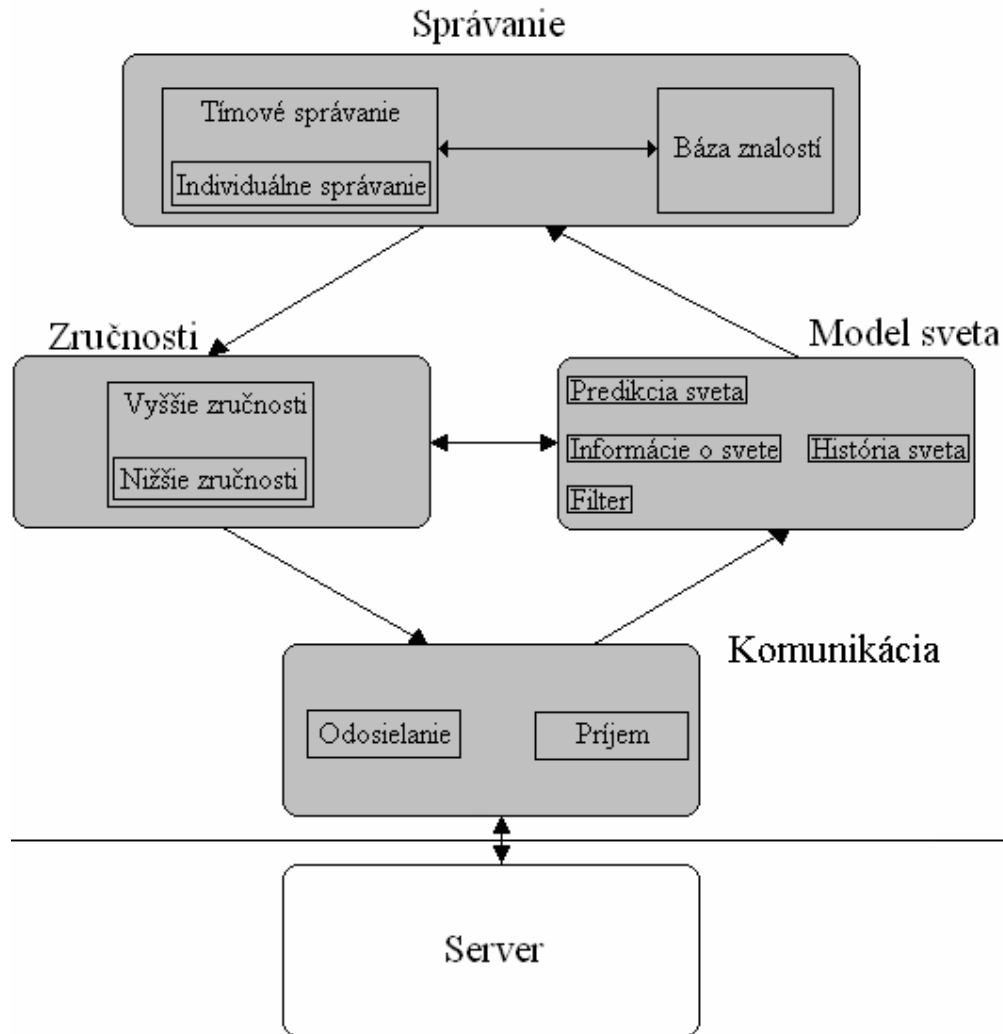 Správanie
Tímové správanie
Báza znalostí
Individuálne správanie
Zručnosti
Model sveta
Vyššie zručnosti
Nižšie zručnosti
Predikcia sveta
Informácie o svete
História sveta
Filter
Komunikácia
Odosielanie
Príjem
Server